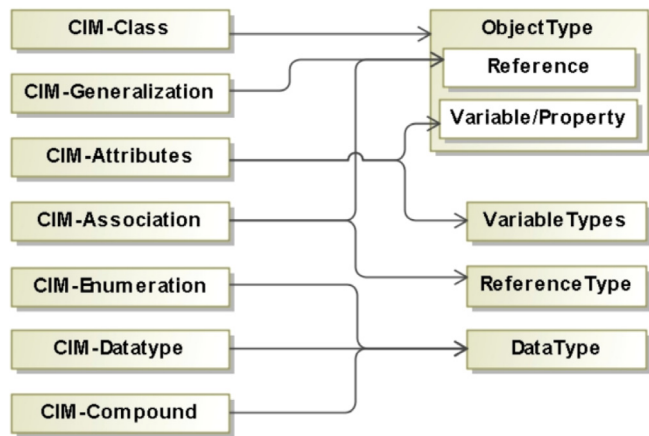 CIM-Class
CIM-Generalization
CIM-Attributes
CIM-Association
CIM-Enumeration
CIM-Datatype
CIM-Compound
ObjectType
Reference
Variable/Property
VariableTypes
ReferenceType
DataType